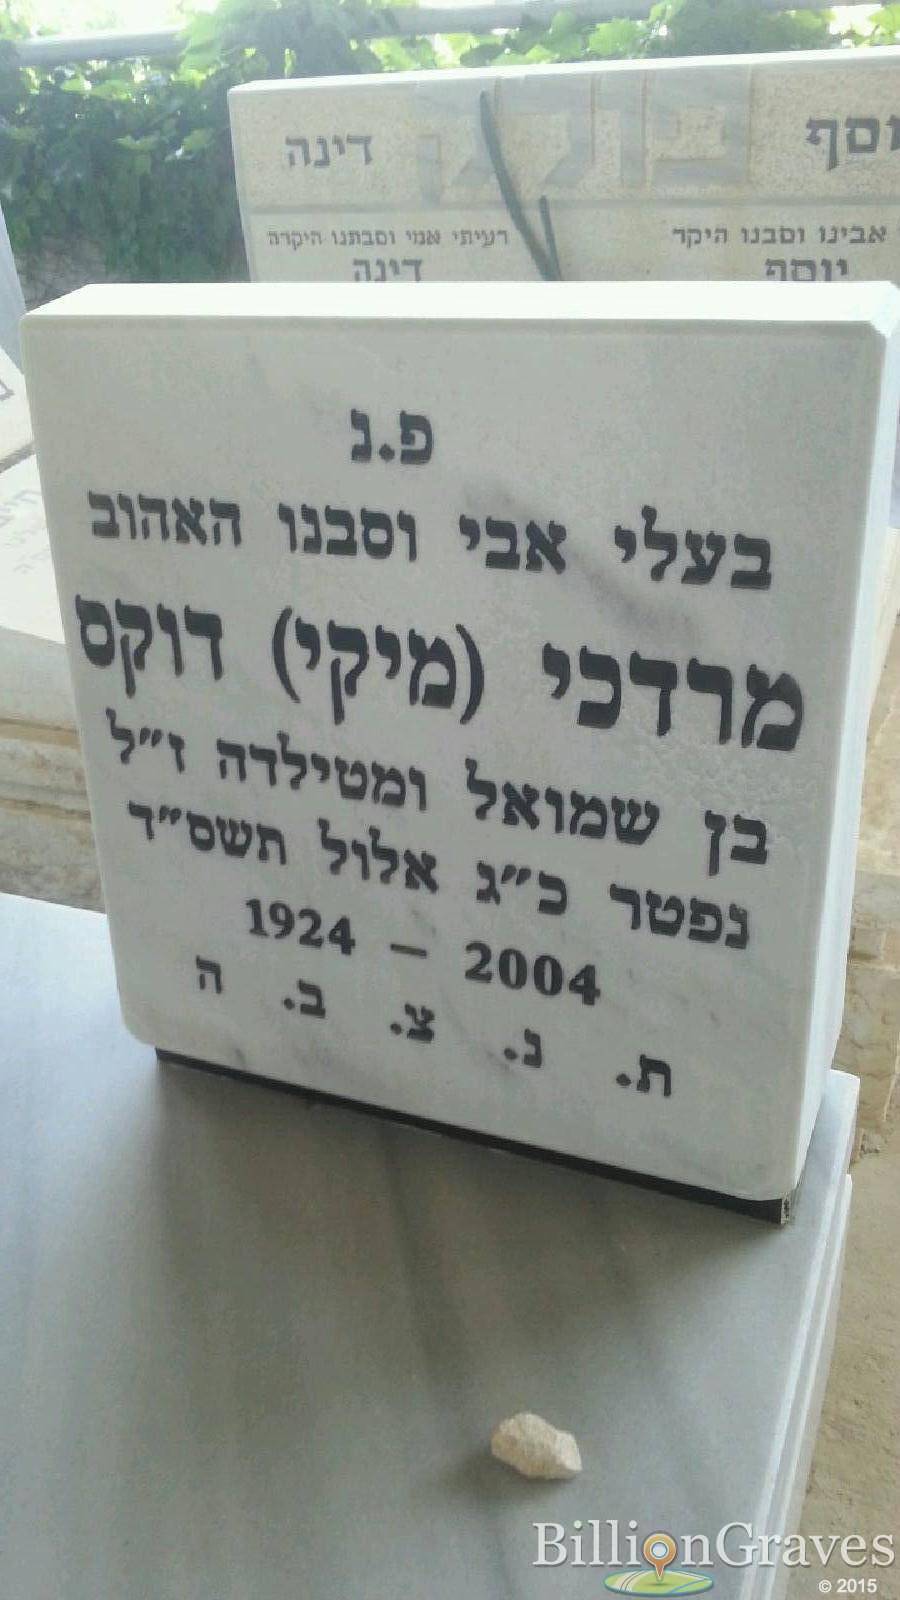 יוסף דינה
אבינו וסבנו היקר רעיתי אמי וסבתנו היקרה
יוסף דינה
פ.נ
בעלי אבי וסבנו האהוב
מרדכי (מיקי) דוקס
בן שמואל ומטילדה ז״ל
נפטר כ״ג אלול תשס״ד
1924 – 2004
ת. נ. צ. ב. ה
BillionGraves
© 2015